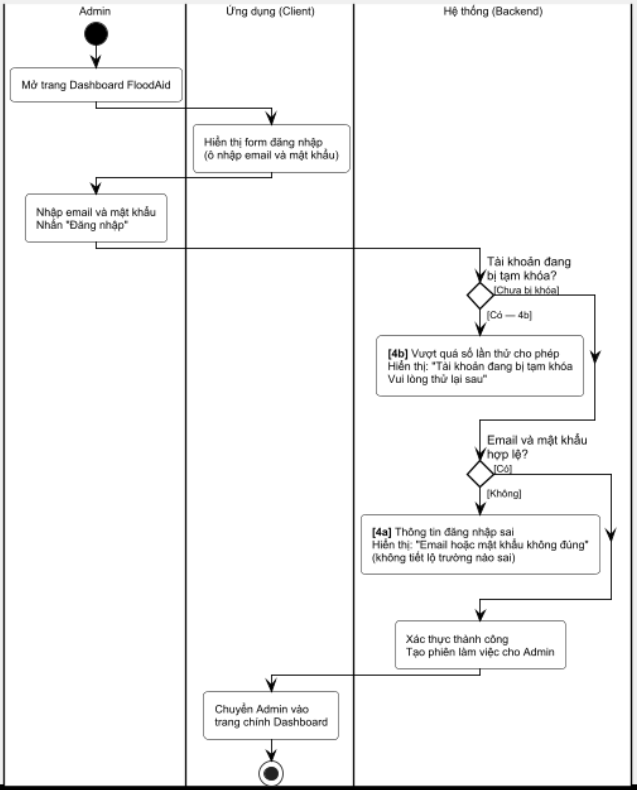 Admin
Ứng dụng (Client)
Hệ thống (Backend)
Mở trang Dashboard FloodAid
Hiển thị form đăng nhập
(ô nhập email và mật khẩu)
Nhập email và mật khẩu
Nhấn "Đăng nhập"
Tài khoản đang
bị tạm khóa?
[Chưa bị khóa]
[Có — 4b]
[4b] Vượt quá số lần thử cho phép
Hiển thị: "Tài khoản đang bị tạm khóa
Vui lòng thử lại sau"
Email và mật khẩu
hợp lệ?
[Có]
[Không]
[4a] Thông tin đăng nhập sai
Hiển thị: "Email hoặc mật khẩu không đúng"
(không tiết lộ trường nào sai)
Xác thực thành công
Tạo phiên làm việc cho Admin
Chuyển Admin vào
trang chính Dashboard